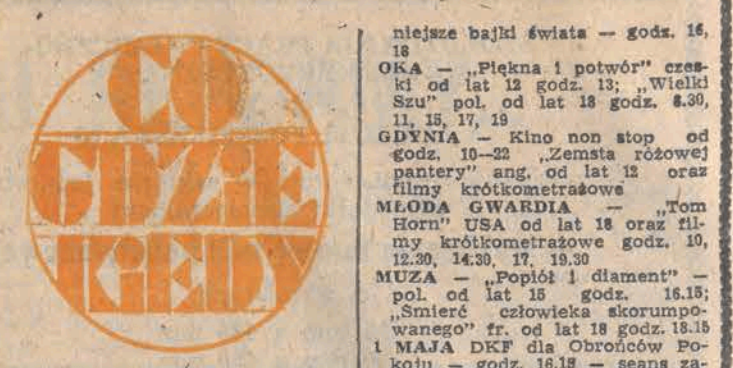 CO
GDZiE
KiEDY
niejsze bajki świata — godz. 16,
18
OKA — „Piękna i potwór" czes-
ki od lat 12 godz. 13; „Wielki
Szu" pol. od lat 18 godz. 8.30,
11, 15, 17, 19
GDYNIA — Kino non stop od
godz. 10—22 „Zemsta różowej
pantery" ang. od lat 12 oraz
filmy krótkometrażowe
MŁODA GWARDIA — „Tom
Horn" USA od lat 18 oraz fil-
my krótkometrażowe godz. 10,
12.30, 14.30, 17, 19.30
MUZA — „Popiół i diament" —
pol. od lat 15 godz. 16.15;
„Smierć człowieka skorumpo-
wanego" fr. od lat 18 godz. 18.15
1 MAJA DKF dla Obrońców Po-
koju — godz. 16.15 — seans za-